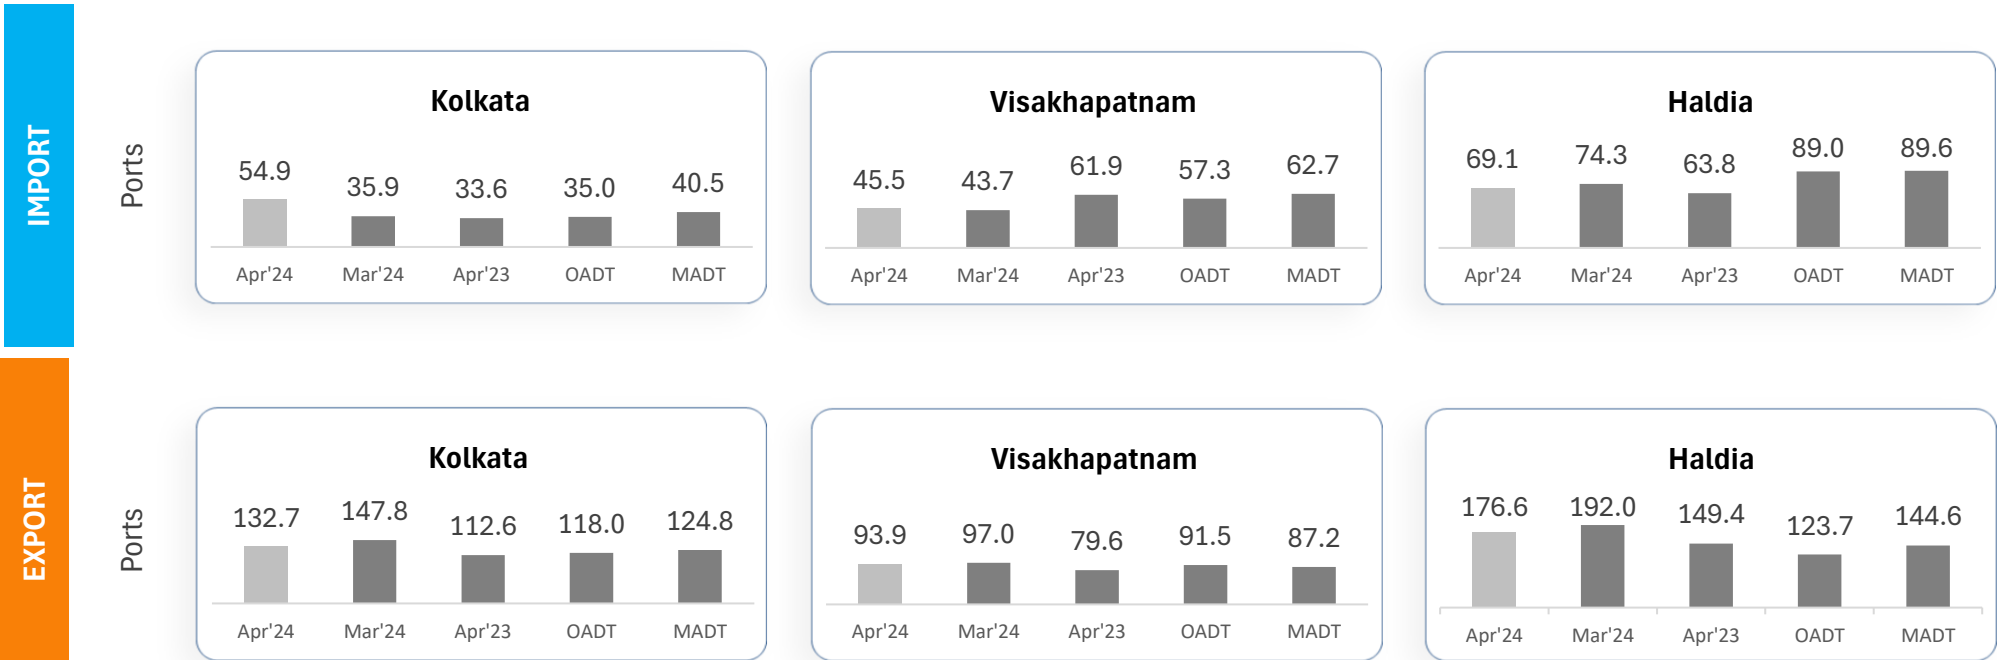 IMPORT
Ports
Kolkata
54.9 35.9 33.6 35.0 40.5
Apr'24 Mar'24 Apr'23 OADT MADT
Visakhapatnam
45.5 43.7 61.9 57.3 62.7
Apr'24 Mar'24 Apr'23 OADT MADT
Haldia
69.1 74.3 63.8 89.0 89.6
Apr'24 Mar'24 Apr'23 OADT MADT
EXPORT
Ports
Kolkata
132.7 147.8 112.6 118.0 124.8
Apr'24 Mar'24 Apr'23 OADT MADT
Visakhapatnam
93.9 97.0 79.6 91.5 87.2
Apr'24 Mar'24 Apr'23 OADT MADT
Haldia
176.6 192.0 149.4 123.7 144.6
Apr'24 Mar'24 Apr'23 OADT MADT